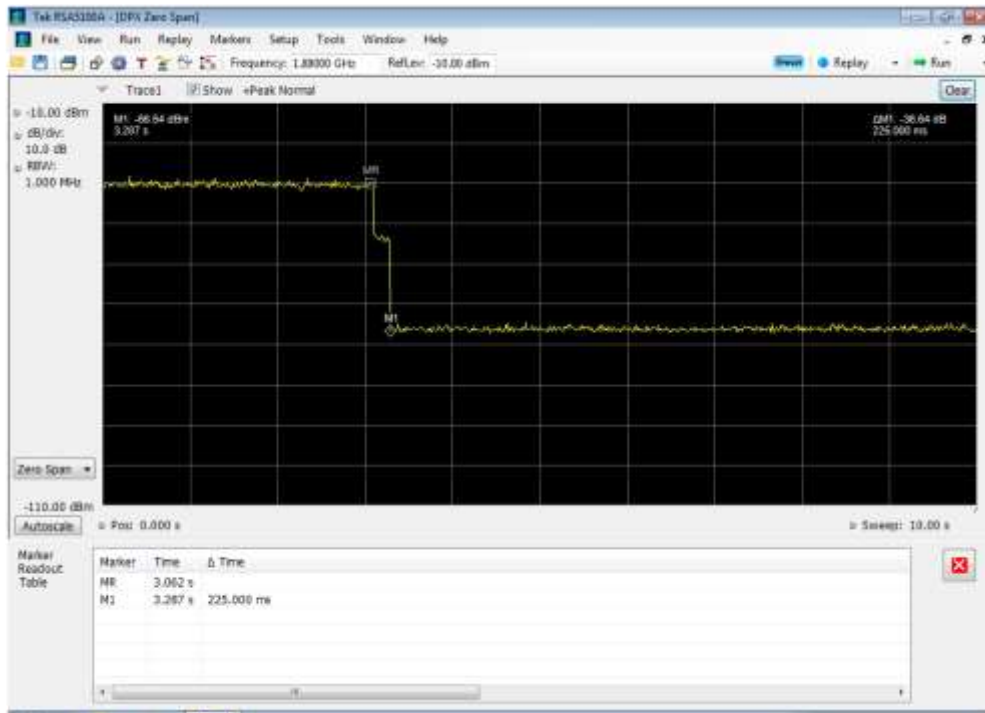 Tek RSA5100A - [DPX Zero Span]
File View Run Replay Markers Setup Tools Window Help
Frequency: 1.88000 GHz RefLev: -10.00 dBm Preset Replay Run
Trace1 Show +Peak Normal Clear
-10.00 dBm
dB/div:
10.0 dB
RBW:
1.000 MHz
M1: -66.64 dBm
3.287 s
ΔM1: -36.64 dB
225.000 ms
MR
M1
Zero Span
-110.00 dBm
Autoscale Pos: 0.000 s Sweep: 10.00 s
Marker
Readout
Table
Marker Time Δ Time
MR 3.062 s
M1 3.287 s 225.000 ms